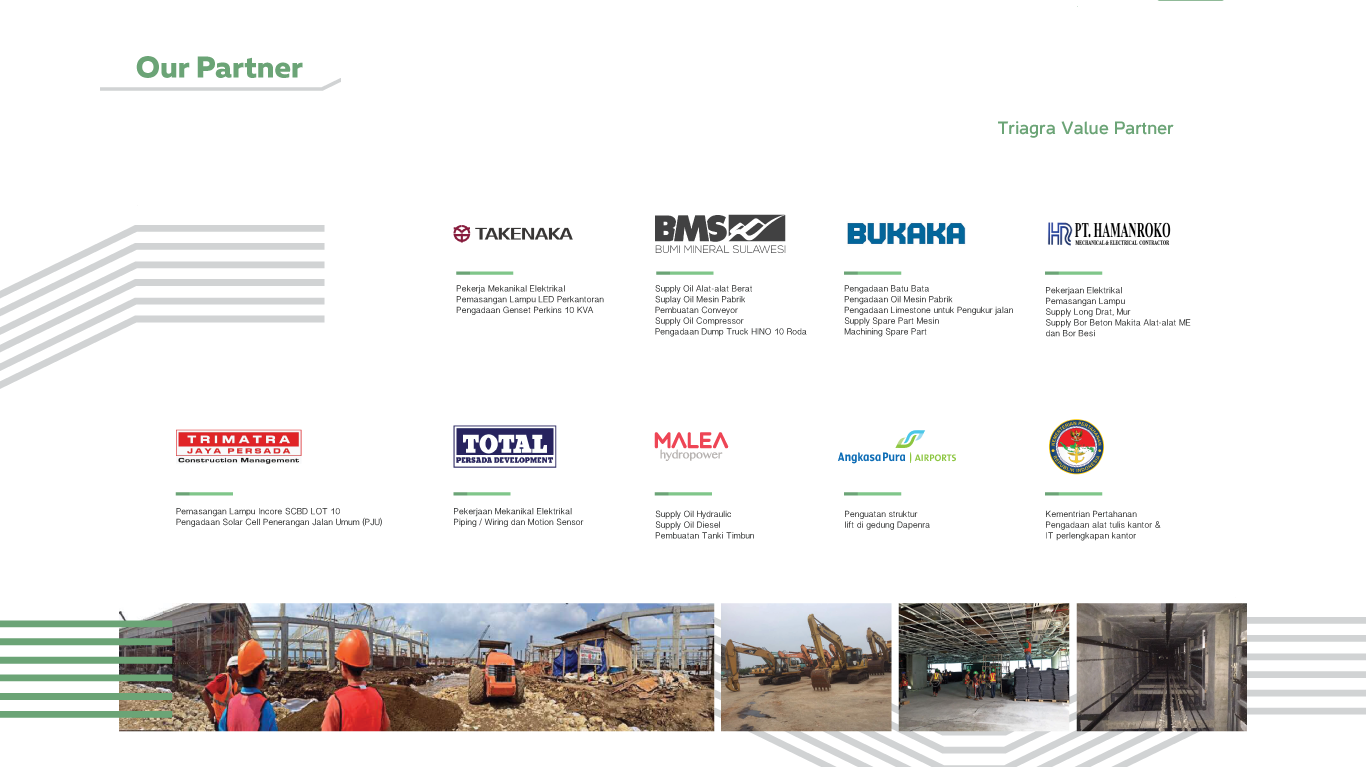 Our Partner
Triagra Value Partner
TAKENAKA
Pekerja Mekanikal Elektrikal
Pemasangan Lampu LED Perkantoran
Pengadaan Genset Perkins 10 KVA
BMS
BUMI MINERAL SULAWESI
Supply Oil Alat-alat Berat
Suplay Oil Mesin Pabrik
Pembuatan Conveyor
Supply Oil Compressor
Pengadaan Dump Truck HINO 10 Roda
BUKAKA
Pengadaan Batu Bata
Pengadaan Oil Mesin Pabrik
Pengadaan Limestone untuk Pengukur jalan
Supply Spare Part Mesin
Machining Spare Part
HR PT. HAMANROKO
MECHANICAL & ELECTRICAL CONTRACTOR
Pekerjaan Elektrikal
Pemasangan Lampu
Supply Long Drat, Mur
Supply Bor Beton Makita Alat-alat ME
dan Bor Besi
TRIMATRA
JAYA PERSADA
Construction Management
Pemasangan Lampu Incore SCBD LOT 10
Pengadaan Solar Cell Penerangan Jalan Umum (PJU)
TOTAL
PERSADA DEVELOPMENT
Pekerjaan Mekanikal Elektrikal
Piping / Wiring dan Motion Sensor
MALEA
hydropower
Supply Oil Hydraulic
Supply Oil Diesel
Pembuatan Tanki Timbun
AngkasaPura | AIRPORTS
Penguatan struktur
lift di gedung Dapenra
KEMENTERIAN PERTAHANAN
REPUBLIK INDONESIA
Kementrian Pertahanan
Pengadaan alat tulis kantor &
IT perlengkapan kantor